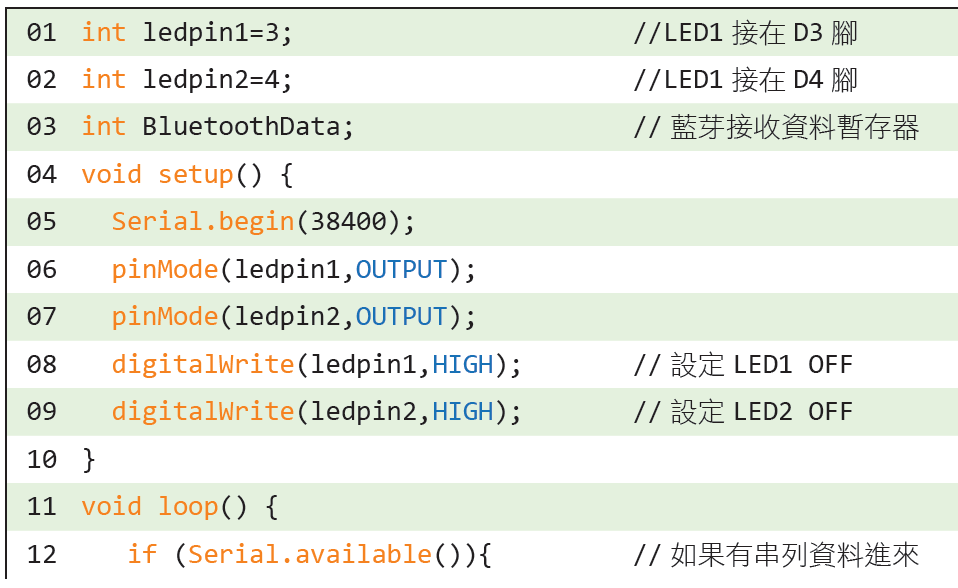 01 int ledpin1=3; //LED1 接在 D3 腳
02 int ledpin2=4; //LED1 接在 D4 腳
03 int BluetoothData; // 藍芽接收資料暫存器
04 void setup() {
05 Serial.begin(38400);
06 pinMode(ledpin1,OUTPUT);
07 pinMode(ledpin2,OUTPUT);
08 digitalWrite(ledpin1,HIGH); // 設定 LED1 OFF
09 digitalWrite(ledpin2,HIGH); // 設定 LED2 OFF
10 }
11 void loop() {
12 if (Serial.available()){ // 如果有串列資料進來